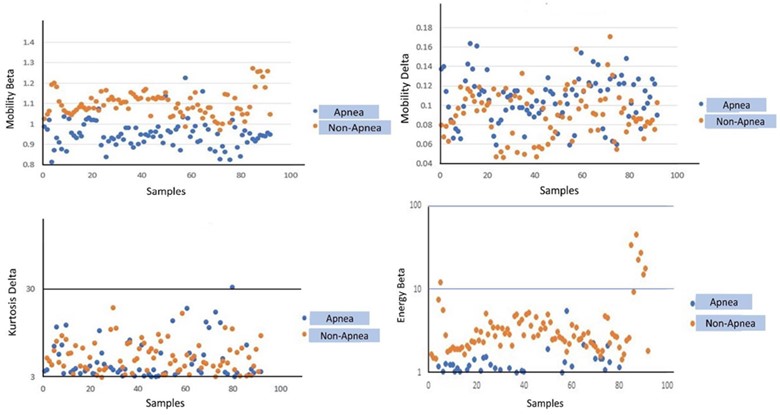 Mobility Beta
1.4
1.3
1.2
1.1
1
0.9
0.8
0 20 40 60 80 100
Samples
Apnea
Non-Apnea
Mobility Delta
0.18
0.16
0.14
0.12
0.1
0.08
0.06
0.04
0 20 40 60 80 100
Samples
Apnea
Non-Apnea
Kurtosis Delta
30
3
0 20 40 60 80 100
Samples
Apnea
Non-Apnea
Energy Beta
100
10
1
0 20 40 60 80 100
Samples
Apnea
Non-Apnea